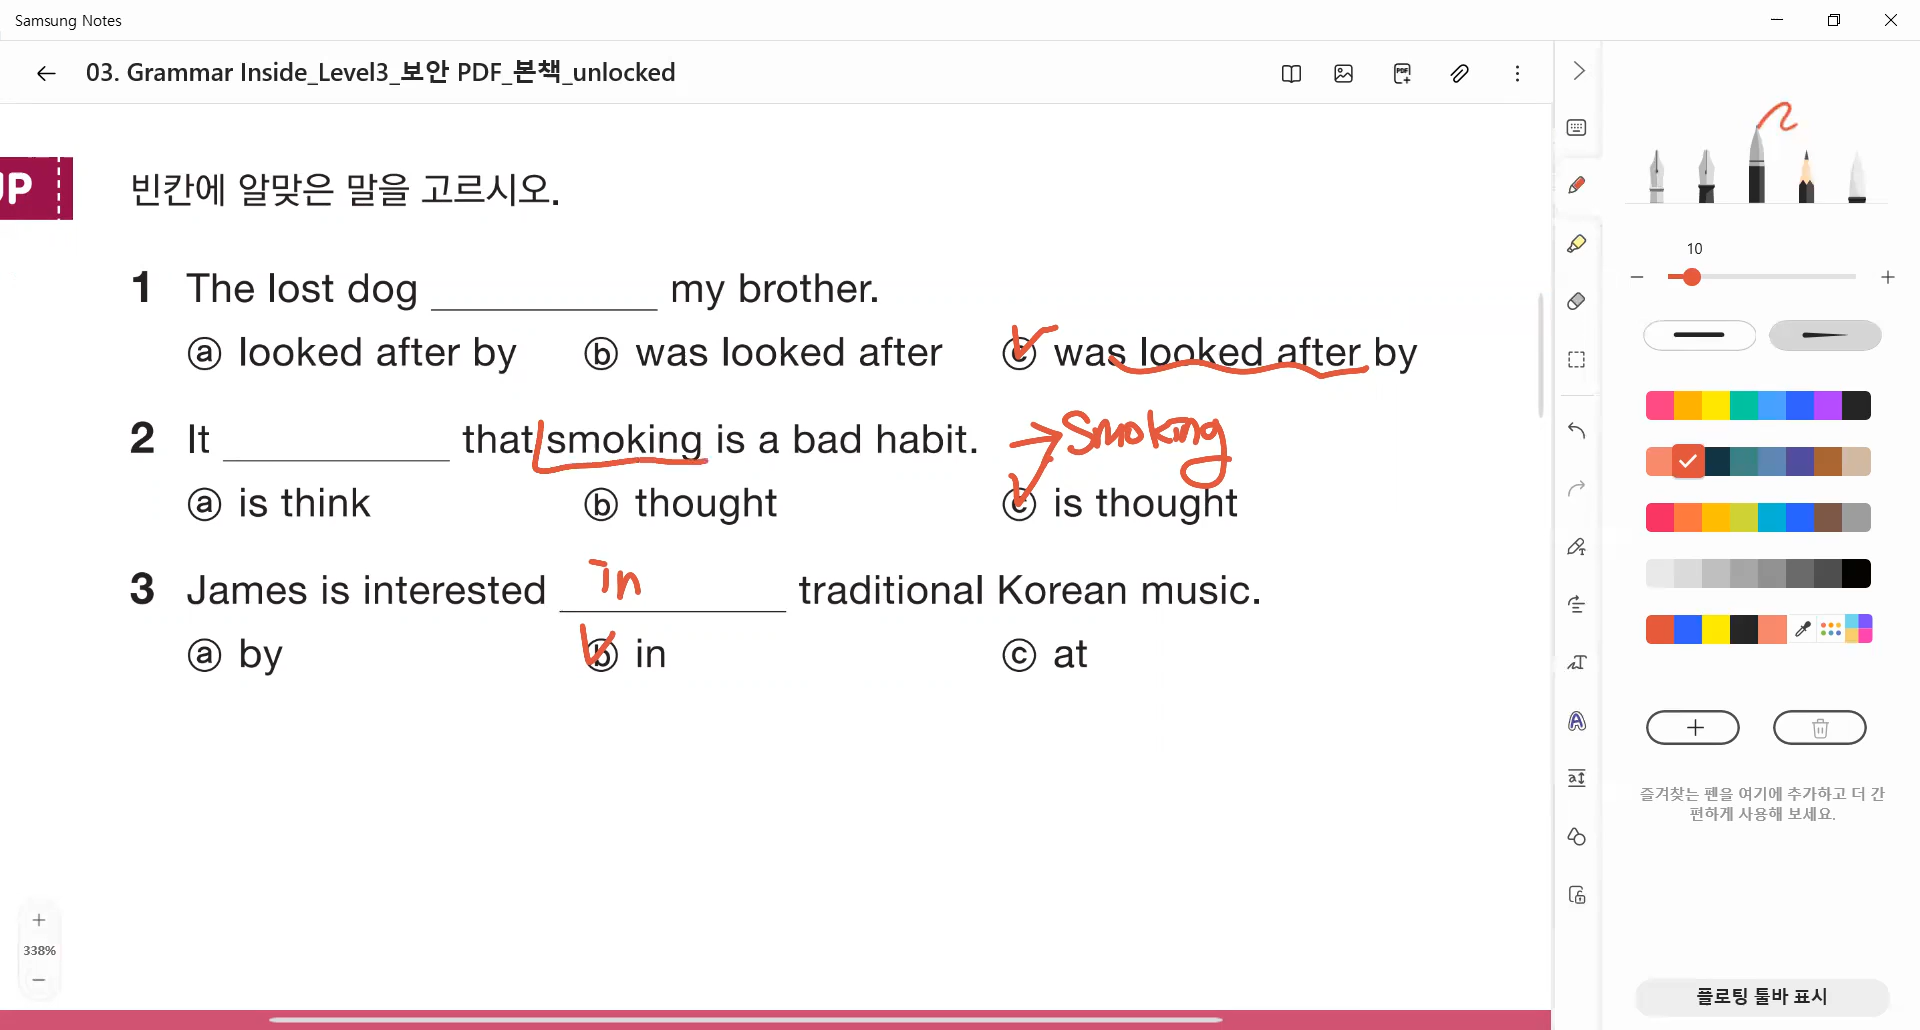 Samsung Notes
03. Grammar Inside_Level3_보안 PDF_본책_unlocked
UP
빈칸에 알맞은 말을 고르시오.
1 The lost dog ____________ my brother.
ⓐ looked after by ⓑ was looked after ⓒ was looked after by
2 It ____________ that smoking is a bad habit. → Smoking
ⓐ is think ⓑ thought ⓒ is thought
in
3 James is interested ____________ traditional Korean music.
ⓐ by ⓑ in ⓒ at
338%
10
즐겨찾는 펜을 여기에 추가하고 더 간
편하게 사용해 보세요.
플로팅 툴바 표시